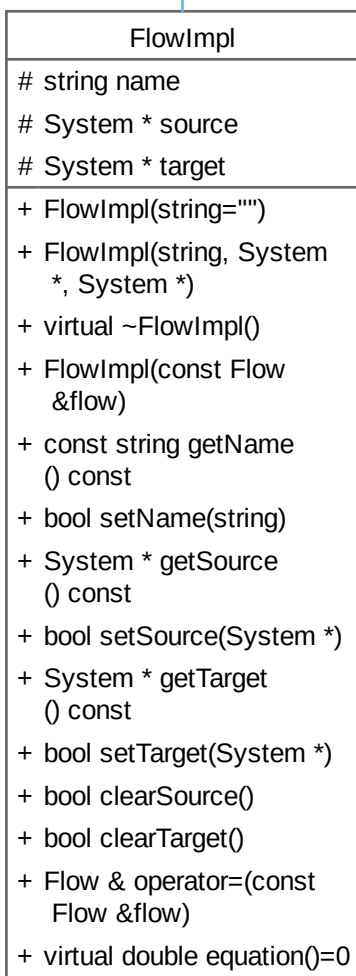 FlowImpl
# string name
# System * source
# System * target
+ FlowImpl(string="")
+ FlowImpl(string, System
*, System *)
+ virtual ~FlowImpl()
+ FlowImpl(const Flow
&flow)
+ const string getName
() const
+ bool setName(string)
+ System * getSource
() const
+ bool setSource(System *)
+ System * getTarget
() const
+ bool setTarget(System *)
+ bool clearSource()
+ bool clearTarget()
+ Flow & operator=(const
Flow &flow)
+ virtual double equation()=0